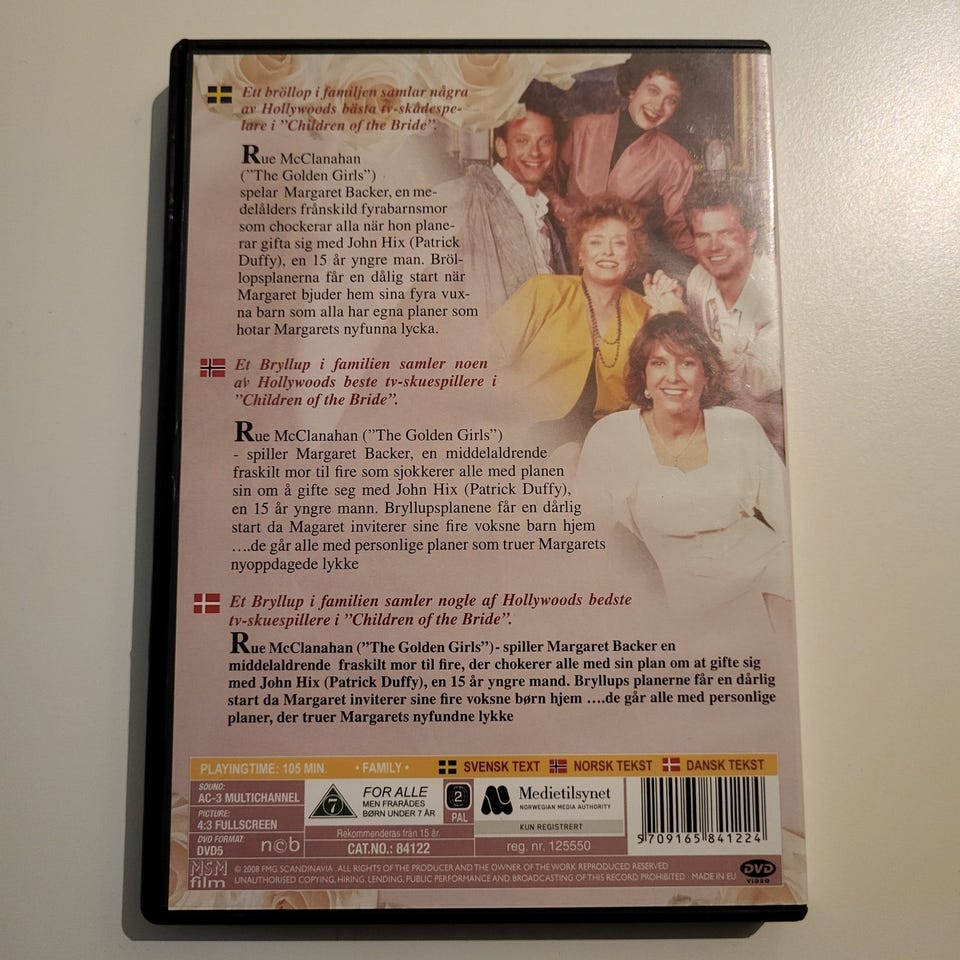 Ett bröllop i familjen samlar några
av Hollywoods bästa tv-skådespe-
lare i ”Children of the Bride”.
Rue McClanahan
(”The Golden Girls”)
spelar Margaret Backer, en me-
delålders frånskild fyrabarnsmor
som chockerar alla när hon plane-
rar gifta sig med John Hix (Patrick
Duffy), en 15 år yngre man. Bröl-
lopsplanerna får en dålig start när
Margaret bjuder hem sina fyra vux-
na barn som alla har egna planer som
hotar Margarets nyfunna lycka.
Et Bryllup i familien samler noen
av Hollywoods beste tv-skuespillere i
”Children of the Bride”.
Rue McClanahan (”The Golden Girls”)
- spiller Margaret Backer, en middelaldrende
fraskilt mor til fire som sjokkerer alle med planen
sin om å gifte seg med John Hix (Patrick Duffy),
en 15 år yngre mann. Bryllupsplanene får en dårlig
start da Magaret inviterer sine fire voksne barn hjem
....de går alle med personlige planer som truer Margarets
nyoppdagede lykke
Et Bryllup i familien samler nogle af Hollywoods bedste
tv-skuespillere i ”Children of the Bride”.
Rue McClanahan (”The Golden Girls”)- spiller Margaret Backer en
middelaldrende fraskilt mor til fire, der chokerer alle med sin plan om at gifte sig
med John Hix (Patrick Duffy), en 15 år yngre mand. Bryllups planerne får en dårlig
start da Margaret inviterer sine fire voksne børn hjem ....de går alle med personlige
planer, der truer Margarets nyfundne lykke
PLAYINGTIME: 105 MIN. • FAMILY • SVENSK TEXT NORSK TEKST DANSK TEKST
SOUND:
AC-3 MULTICHANNEL
PICTURE:
4:3 FULLSCREEN
DVD FORMAT:
DVD5
ncb
7
FOR ALLE
MEN FRARÅDES
BØRN UNDER 7 ÅR
Rekommenderas från 15 år.
CAT.NO.: 84122
2
PAL
Medietilsynet
NORWEGIAN MEDIA AUTHORITY
KUN REGISTRERT
reg. nr. 125550
5 709165 841224
MSM
film
© 2008 FMG SCANDINAVIA . ALL RIGHTS OF THE PRODUCER AND THE OWNER OF THE WORK REPRODUCED RESERVED
UNAUTHORISED COPYING, HIRING, LENDING, PUBLIC PERFORMANCE AND BROADCASTING OF THIS RECORD PROHIBITED · MADE IN EU
DVD
VIDEO